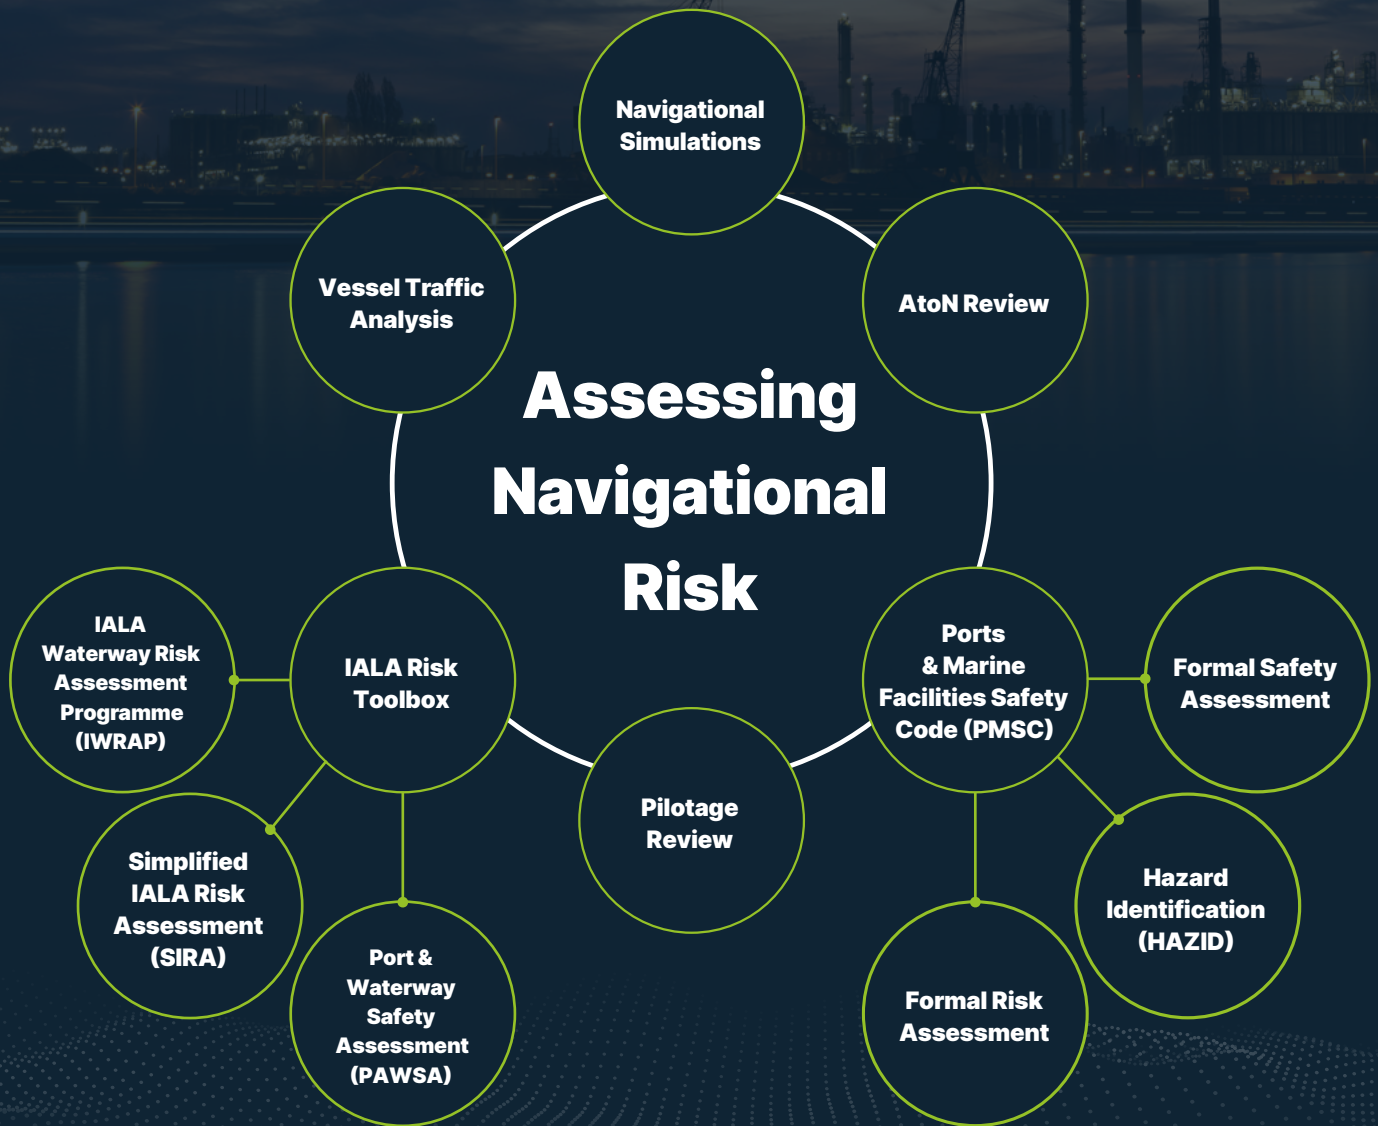 Navigational
Simulations
Vessel Traffic
Analysis
AtoN Review
Assessing
Navigational
Risk
IALA
Waterway Risk
Assessment
Programme
(IWRAP)
IALA Risk
Toolbox
Ports
& Marine
Facilities Safety
Code (PMSC)
Formal Safety
Assessment
Pilotage
Review
Simplified
IALA Risk
Assessment
(SIRA)
Port &
Waterway
Safety
Assessment
(PAWSA)
Formal Risk
Assessment
Hazard
Identification
(HAZID)